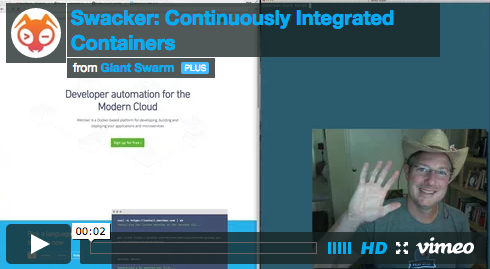 Swacker: Continuously Integrated
Containers
from Giant Swarm PLUS
Developer automation for the
Modern Cloud
Wercker is a Docker-based platform for developing, building and
deploying your applications and microservices
Sign up for free
00:02
HD vimeo